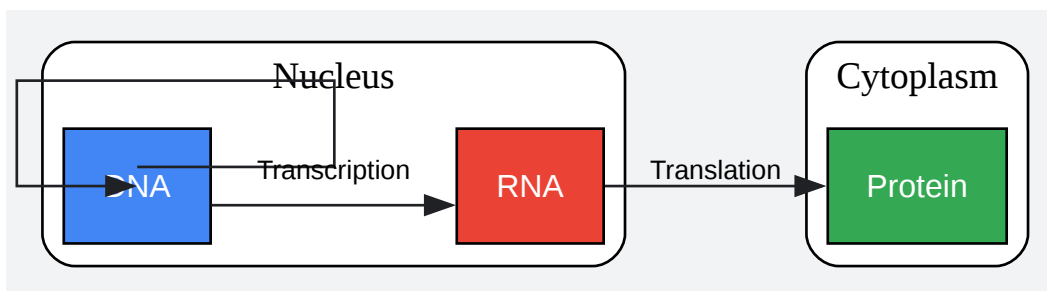 Nucleus
Cytoplasm
DNA
Transcription
RNA
Translation
Protein